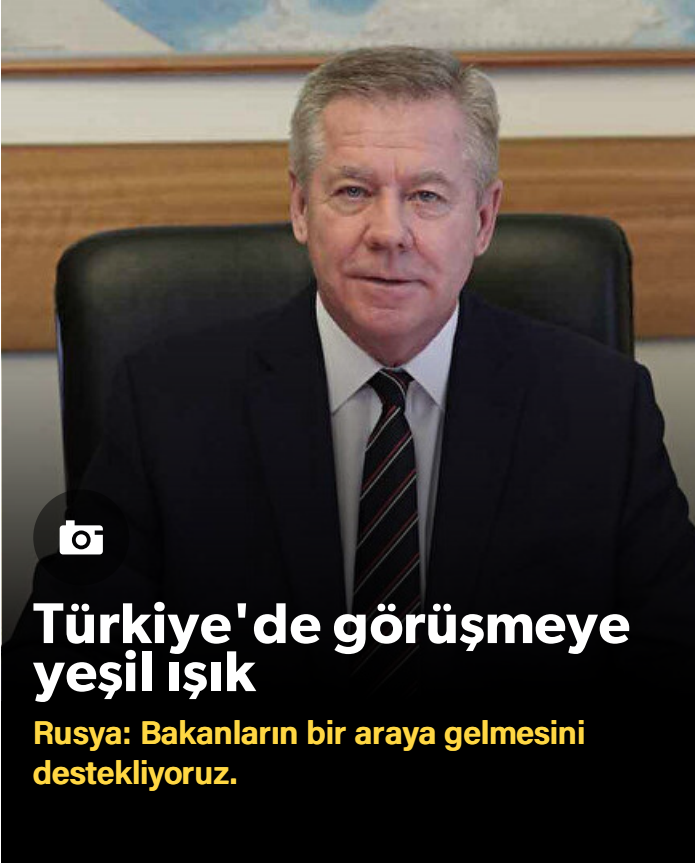 Türkiye'de görüşmeye
yeşil ışık
Rusya: Bakanların bir araya gelmesini
destekliyoruz.